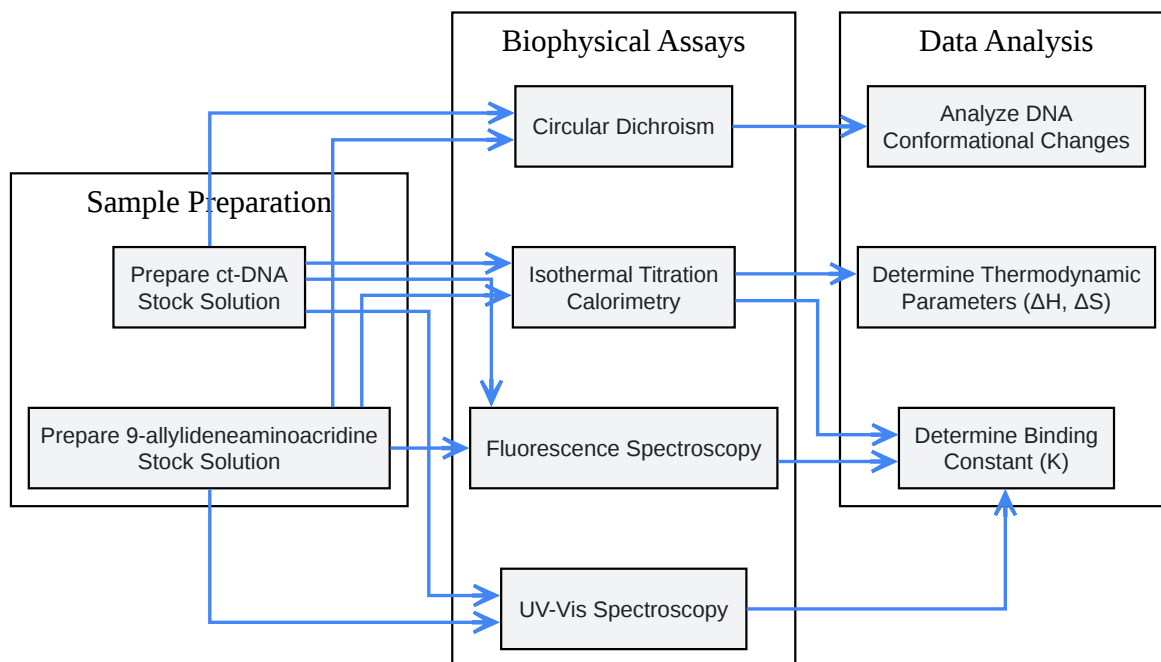 Sample Preparation
Prepare ct-DNA
Stock Solution
Prepare 9-allylideneaminoacridine
Stock Solution
Biophysical Assays
Circular Dichroism
Isothermal Titration
Calorimetry
Fluorescence Spectroscopy
UV-Vis Spectroscopy
Data Analysis
Analyze DNA
Conformational Changes
Determine Thermodynamic
Parameters (ΔH, ΔS)
Determine Binding
Constant (K)